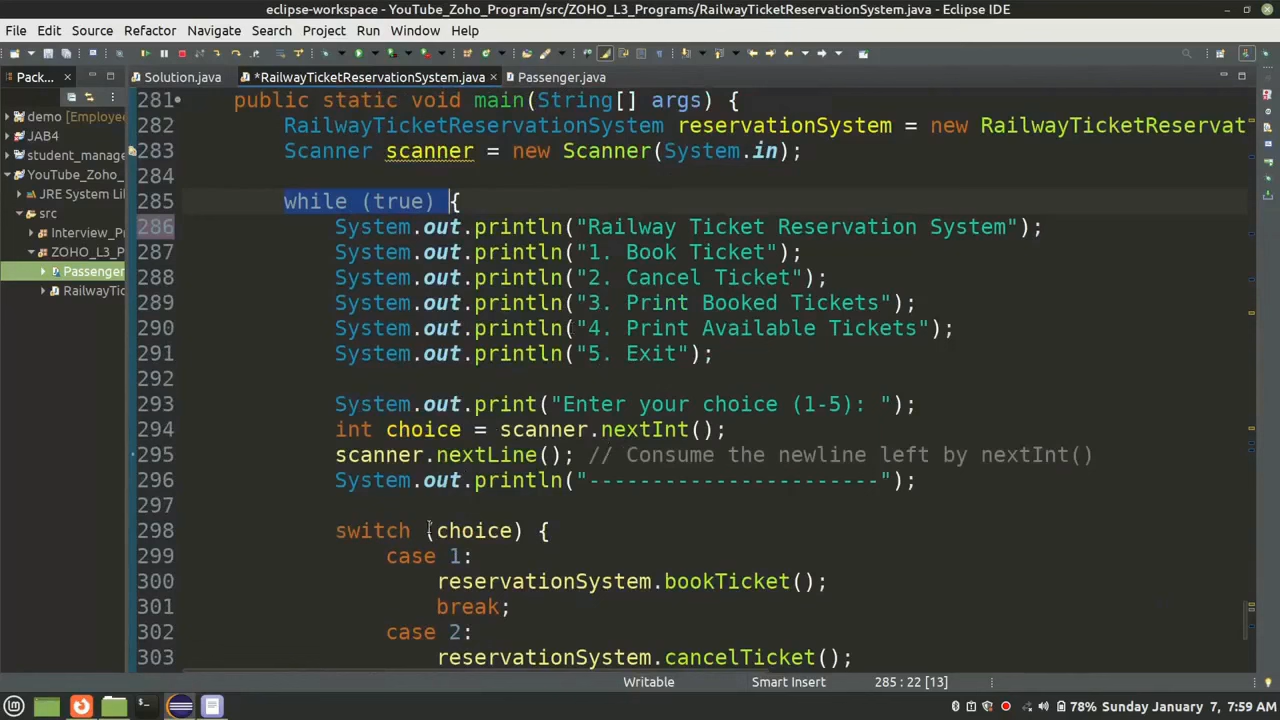 eclipse-workspace - YouTube_Zoho_Program/src/ZOHO_L3_Programs/RailwayTicketReservationSystem.java - Eclipse IDE
File Edit Source Refactor Navigate Search Project Run Window Help
Pack... Solution.java *RailwayTicketReservationSystem.java Passenger.java
demo [Employee
JAB4
student_manage
YouTube_Zoho_
JRE System Lib
src
Interview_Pr
ZOHO_L3_P
Passenger
RailwayTic
281 public static void main(String[] args) {
282 RailwayTicketReservationSystem reservationSystem = new RailwayTicketReservat
283 Scanner scanner = new Scanner(System.in);
284
285 while (true) {
286 System.out.println("Railway Ticket Reservation System");
287 System.out.println("1. Book Ticket");
288 System.out.println("2. Cancel Ticket");
289 System.out.println("3. Print Booked Tickets");
290 System.out.println("4. Print Available Tickets");
291 System.out.println("5. Exit");
292
293 System.out.print("Enter your choice (1-5): ");
294 int choice = scanner.nextInt();
295 scanner.nextLine(); // Consume the newline left by nextInt()
296 System.out.println("-----------------------");
297
298 switch (choice) {
299 case 1:
300 reservationSystem.bookTicket();
301 break;
302 case 2:
303 reservationSystem.cancelTicket();
Writable Smart Insert 285 : 22 [13]
78% Sunday January 7, 7:59 AM